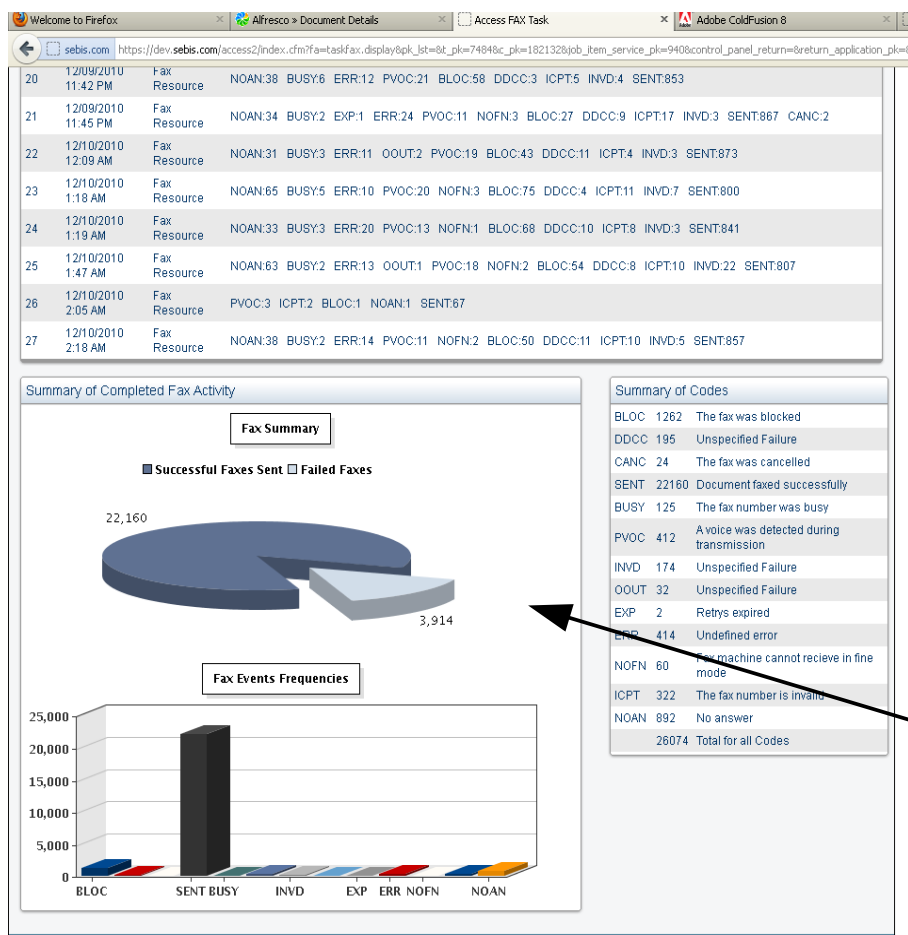 Welcome to Firefox
Alfresco » Document Details
Access FAX Task
Adobe ColdFusion 8
sebis.com https://dev.sebis.com/access2/index.cfm?fa=taskfax.display&pk_lst=&t_pk=7484&c_pk=18213&job_item_service_pk=940&control_panel_return=&return_application_pk=
20 12/09/2010 11:42 PM Fax Resource NOAN:38 BUSY:6 ERR:12 PVOC:21 BLOC:58 DDCC:3 ICPT:5 INVD:4 SENT:853
21 12/09/2010 11:45 PM Fax Resource NOAN:34 BUSY:2 EXP:1 ERR:24 PVOC:11 NOFN:3 BLOC:27 DDCC:9 ICPT:17 INVD:3 SENT:867 CANC:2
22 12/10/2010 12:09 AM Fax Resource NOAN:31 BUSY:3 ERR:11 OOUT:2 PVOC:19 BLOC:43 DDCC:11 ICPT:4 INVD:3 SENT:873
23 12/10/2010 1:18 AM Fax Resource NOAN:65 BUSY:5 ERR:10 PVOC:20 NOFN:3 BLOC:75 DDCC:4 ICPT:11 INVD:7 SENT:800
24 12/10/2010 1:19 AM Fax Resource NOAN:33 BUSY:3 ERR:20 PVOC:13 NOFN:1 BLOC:68 DDCC:10 ICPT:8 INVD:3 SENT:841
25 12/10/2010 1:47 AM Fax Resource NOAN:63 BUSY:2 ERR:13 OOUT:1 PVOC:18 NOFN:2 BLOC:54 DDCC:8 ICPT:10 INVD:22 SENT:807
26 12/10/2010 2:05 AM Fax Resource PVOC:3 ICPT:2 BLOC:1 NOAN:1 SENT:67
27 12/10/2010 2:18 AM Fax Resource NOAN:38 BUSY:2 ERR:14 PVOC:11 NOFN:2 BLOC:50 DDCC:11 ICPT:10 INVD:5 SENT:857
Summary of Completed Fax Activity
Fax Summary
Successful Faxes Sent Failed Faxes
22,160
3,914
Fax Events Frequencies
25,000
20,000
15,000
10,000
5,000
0
BLOC SENT BUSY INVD EXP ERR NOFN NOAN
Summary of Codes
BLOC 1262 The fax was blocked
DDCC 195 Unspecified Failure
CANC 24 The fax was cancelled
SENT 22160 Document faxed successfully
BUSY 125 The fax number was busy
PVOC 412 A voice was detected during
transmission
INVD 174 Unspecified Failure
OOUT 32 Unspecified Failure
EXP 2 Retrys expired
ERR 414 Undefined error
NOFN 60 Fax machine cannot recieve in fine
mode
ICPT 322 The fax number is invalid
NOAN 892 No answer
26074 Total for all Codes